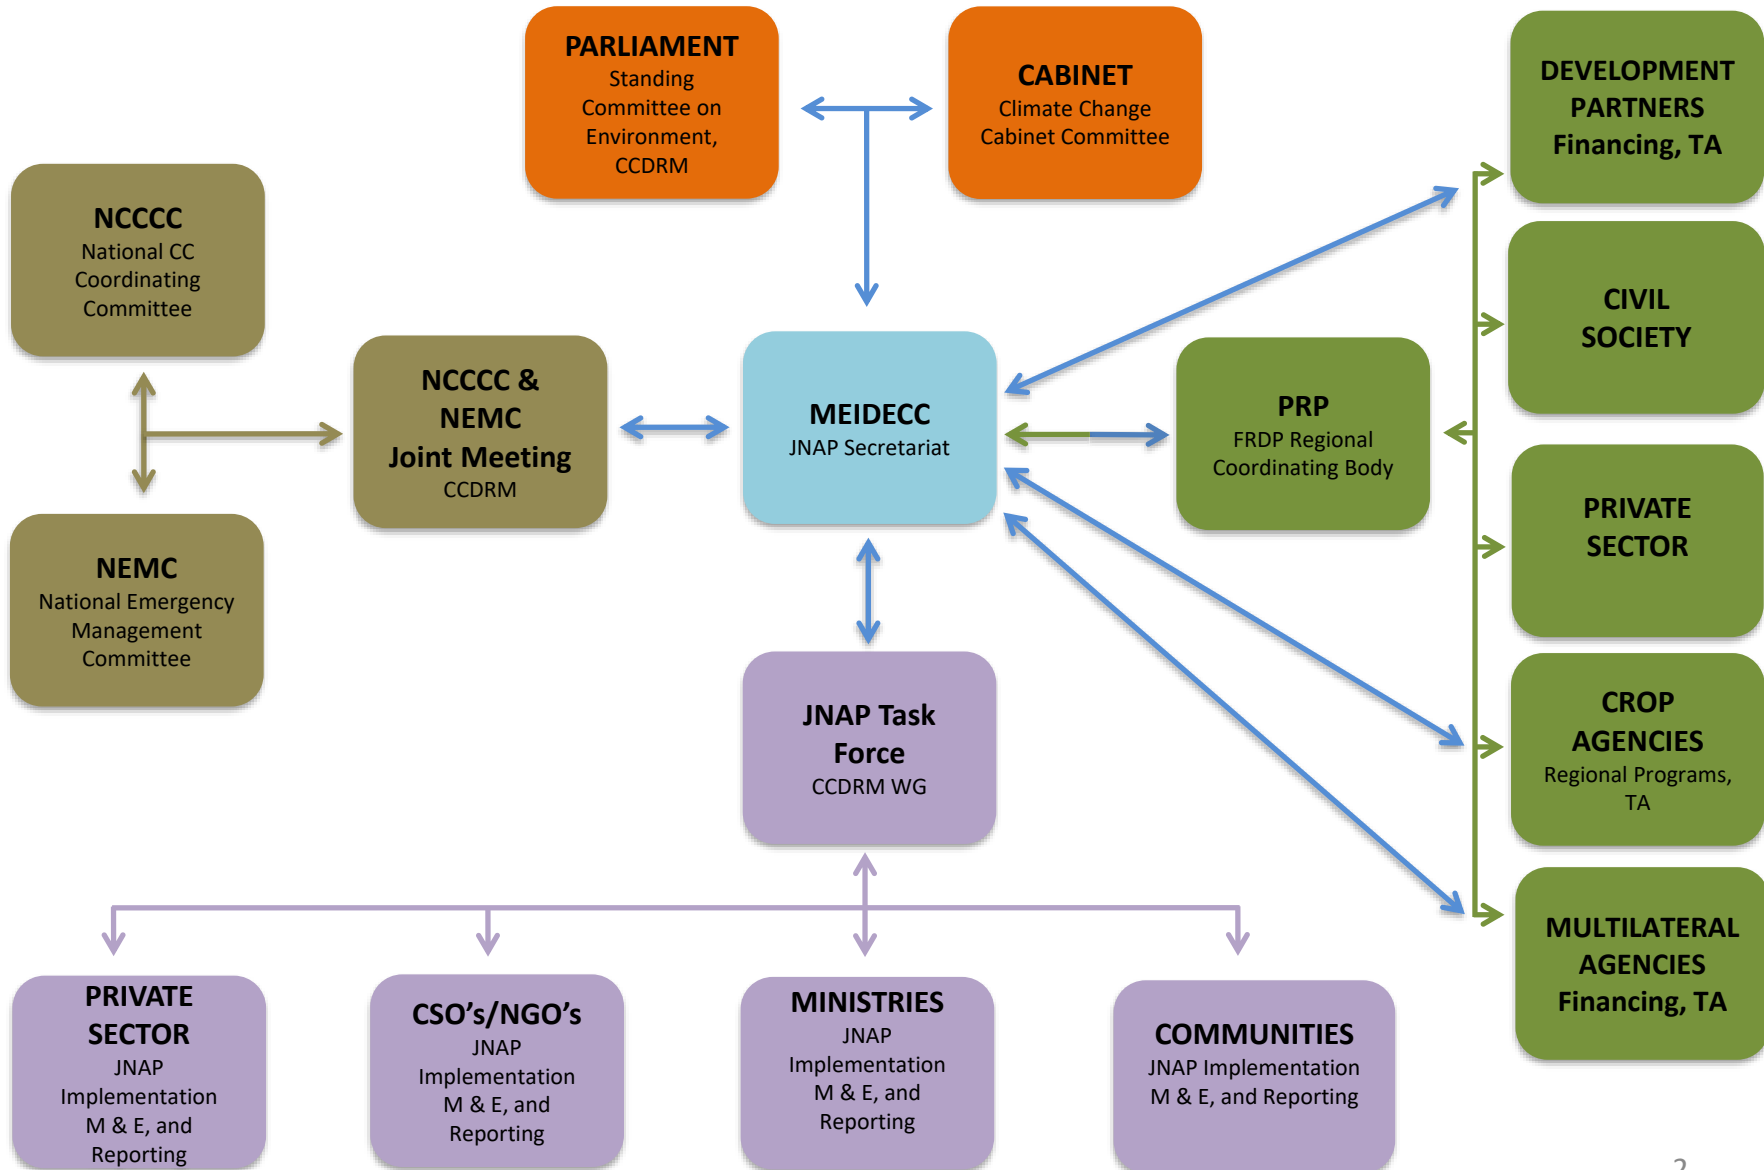 PARLIAMENT
Standing
Committee on
Environment,
CCDRM
CABINET
Climate Change
Cabinet Committee
DEVELOPMENT
PARTNERS
Financing, TA
NCCCC
National CC
Coordinating
Committee
CIVIL
SOCIETY
NCCCC &
NEMC
Joint Meeting
CCDRM
MEIDECC
JNAP Secretariat
PRP
FRDP Regional
Coordinating Body
PRIVATE
SECTOR
NEMC
National Emergency
Management
Committee
JNAP Task
Force
CCDRM WG
CROP
AGENCIES
Regional Programs,
TA
MULTILATERAL
AGENCIES
Financing, TA
PRIVATE
SECTOR
JNAP
Implementation
M & E, and
Reporting
CSO’s/NGO’s
JNAP
Implementation
M & E, and
Reporting
MINISTRIES
JNAP
Implementation
M & E, and
Reporting
COMMUNITIES
JNAP Implementation
M & E, and Reporting